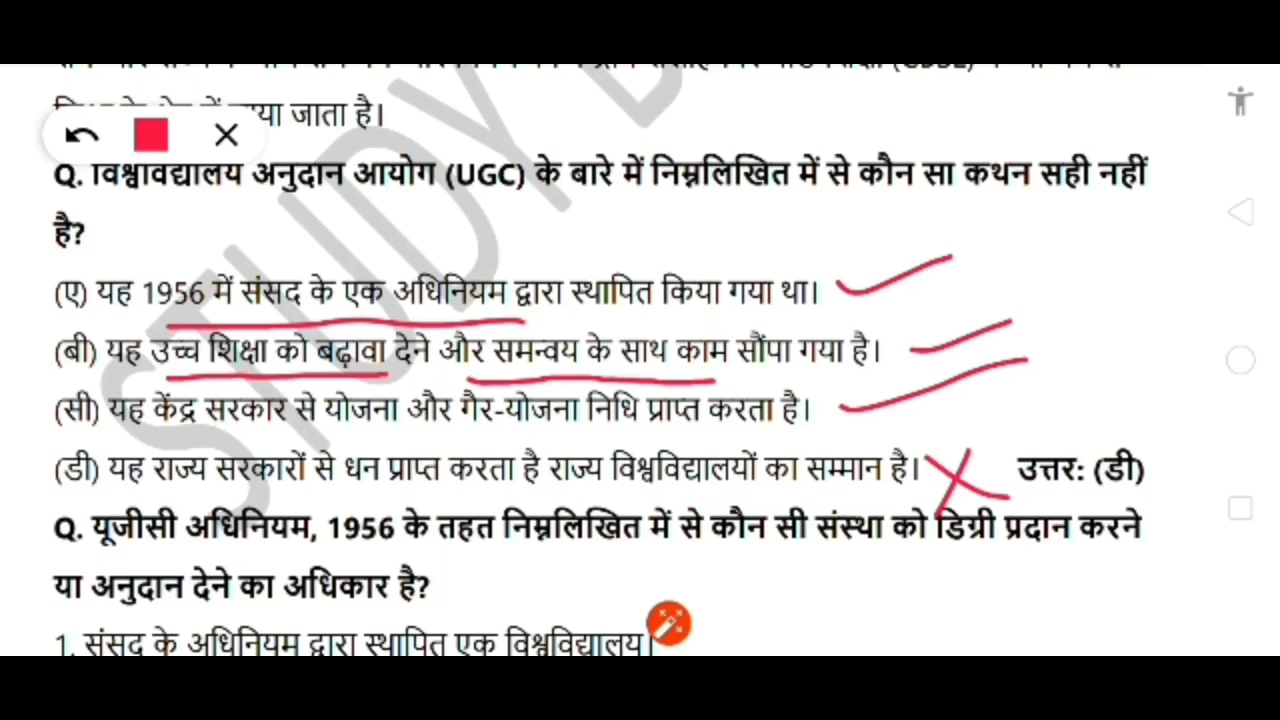 या जाता है।
Q. विश्वविद्यालय अनुदान आयोग (UGC) के बारे में निम्नलिखित में से कौन सा कथन सही नहीं
है?
(ए) यह 1956 में संसद के एक अधिनियम द्वारा स्थापित किया गया था।
(बी) यह उच्च शिक्षा को बढ़ावा देने और समन्वय के साथ काम सौंपा गया है।
(सी) यह केंद्र सरकार से योजना और गैर-योजना निधि प्राप्त करता है।
(डी) यह राज्य सरकारों से धन प्राप्त करता है राज्य विश्वविद्यालयों का सम्मान है। उत्तर: (डी)
Q. यूजीसी अधिनियम, 1956 के तहत निम्नलिखित में से कौन सी संस्था को डिग्री प्रदान करने
या अनुदान देने का अधिकार है?
1. संसद के अधिनियम द्वारा स्थापित एक विश्वविद्यालय।
STUDY